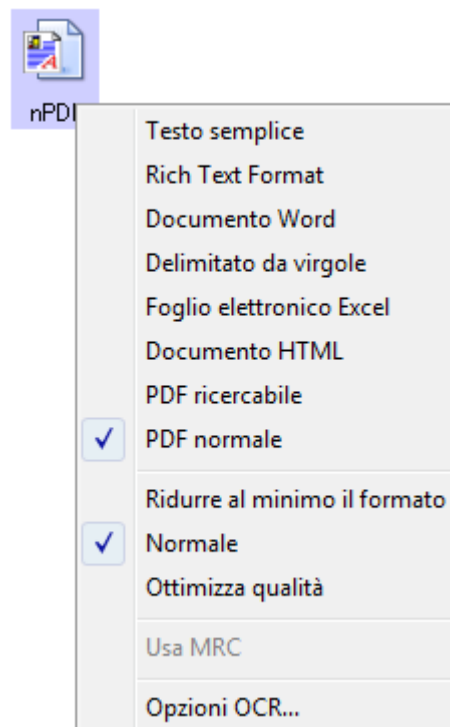 nPDF
Testo semplice
Rich Text Format
Documento Word
Delimitato da virgole
Foglio elettronico Excel
Documento HTML
PDF ricercabile
PDF normale
Ridurre al minimo il formato
Normale
Ottimizza qualità
Usa MRC
Opzioni OCR...